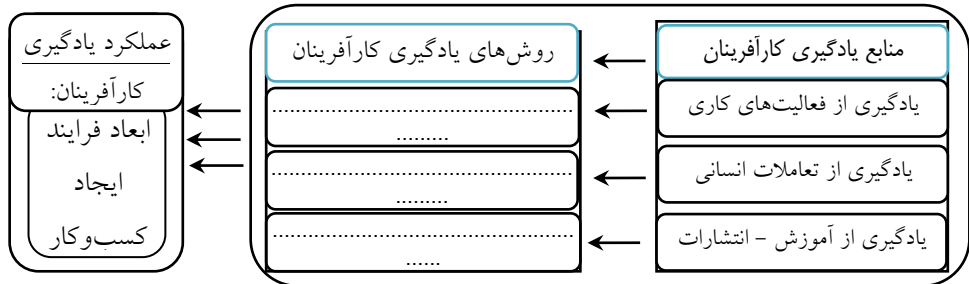 منابع یادگیری کارآفرینان
یادگیری از فعالیت‌های کاری
یادگیری از تعاملات انسانی
یادگیری از آموزش – انتشارات
روش‌های یادگیری کارآفرینان
................................................................
.........
................................................................
.........
................................................................
......
عملکرد یادگیری
کارآفرینان:
ابعاد فرایند
ایجاد
کسب‌وکار